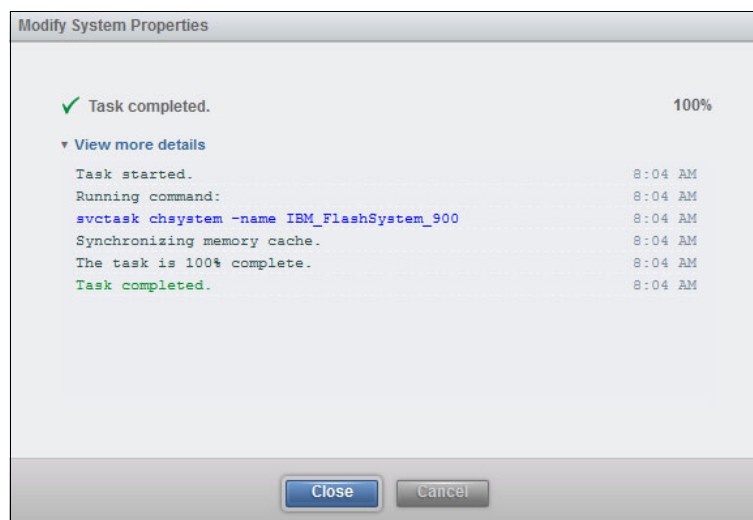 Modify System Properties
Task completed. 100%
View more details
Task started. 8:04 AM
Running command: 8:04 AM
svctask chsystem -name IBM_FlashSystem_900 8:04 AM
Synchronizing memory cache. 8:04 AM
The task is 100% complete. 8:04 AM
Task completed. 8:04 AM
Close Cancel